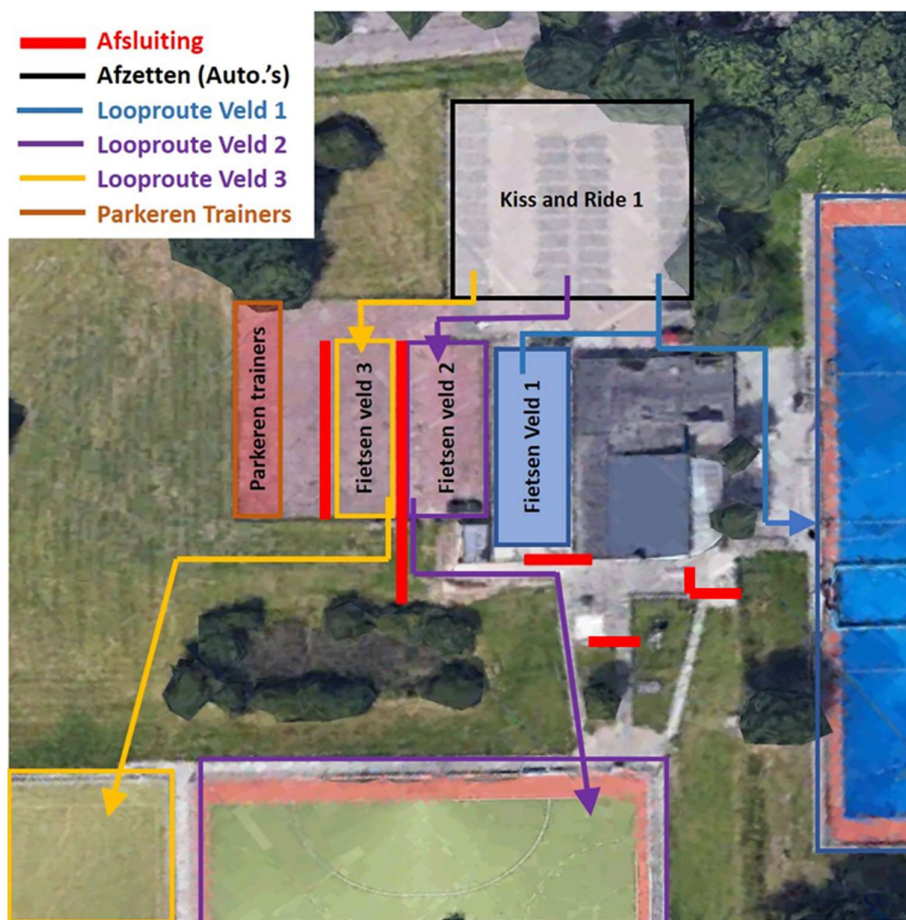 Afsluiting
Afzetten (Auto.’s)
Looproute Veld 1
Looproute Veld 2
Looproute Veld 3
Parkeren Trainers
Kiss and Ride 1
Parkeren trainers
Fietsen veld 3
Fietsen veld 2
Fietsen Veld 1